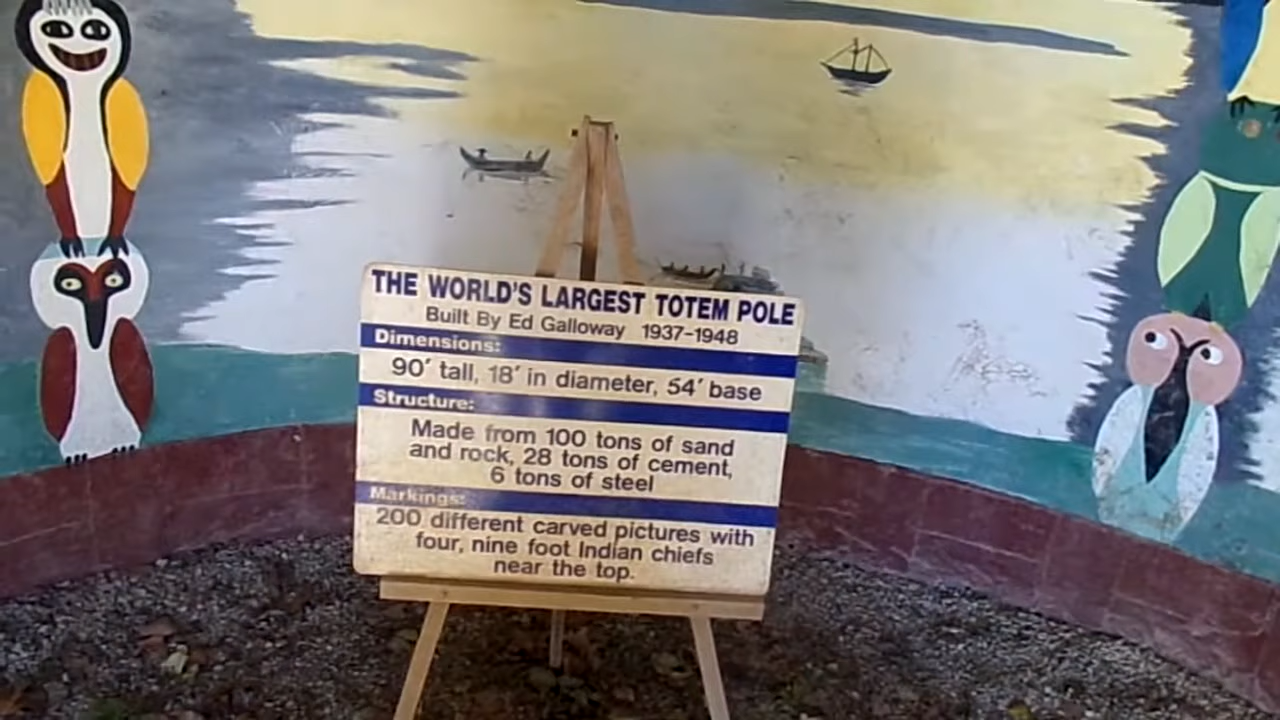 THE WORLD'S LARGEST TOTEM POLE
Built By Ed Galloway 1937-1948
Dimensions:
90′ tall, 18′ in diameter, 54′ base
Structure:
Made from 100 tons of sand
and rock, 28 tons of cement,
6 tons of steel
Markings:
200 different carved pictures with
four, nine foot Indian chiefs
near the top.